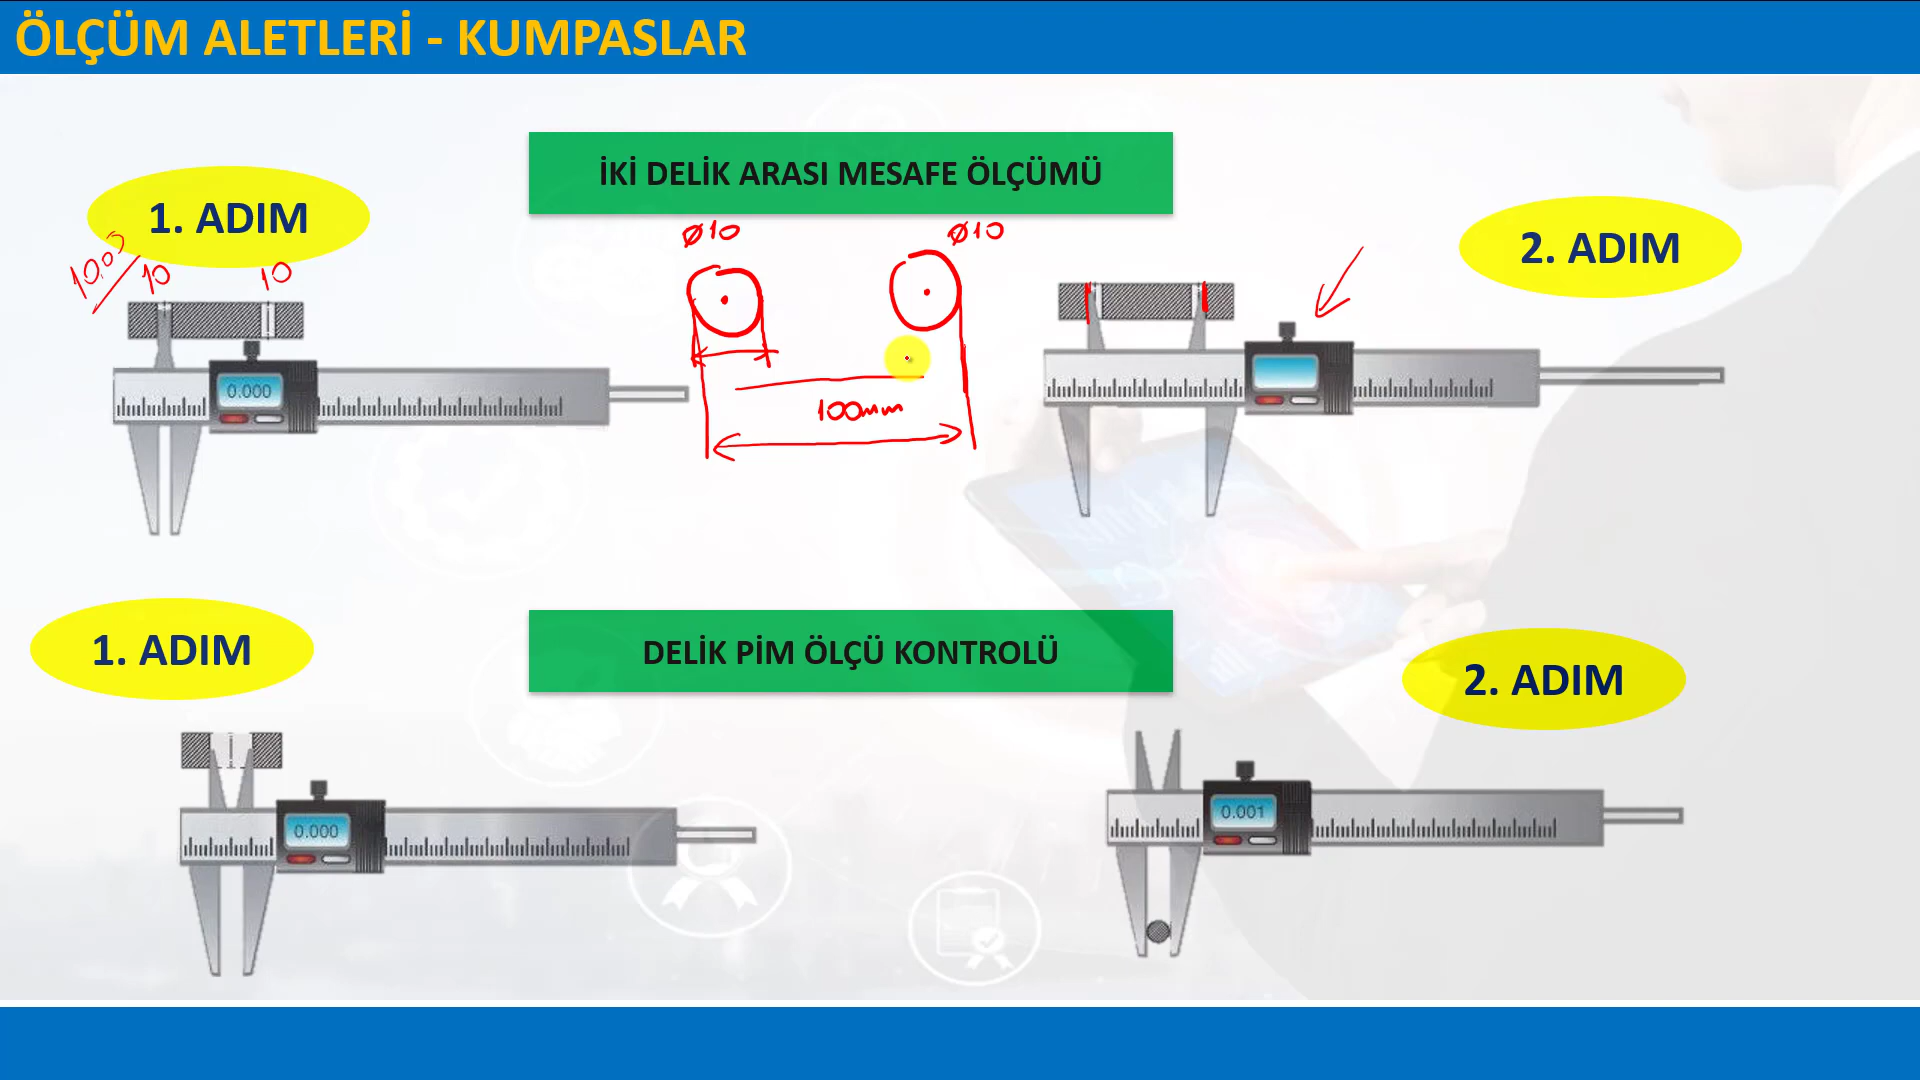 ÖLÇÜM ALETLERİ - KUMPASLAR
İKİ DELİK ARASI MESAFE ÖLÇÜMÜ
1. ADIM
2. ADIM
ø10
ø10
10.03
10
10
0.000
100mm
DELİK PİM ÖLÇÜ KONTROLÜ
1. ADIM
2. ADIM
0.000
0.001